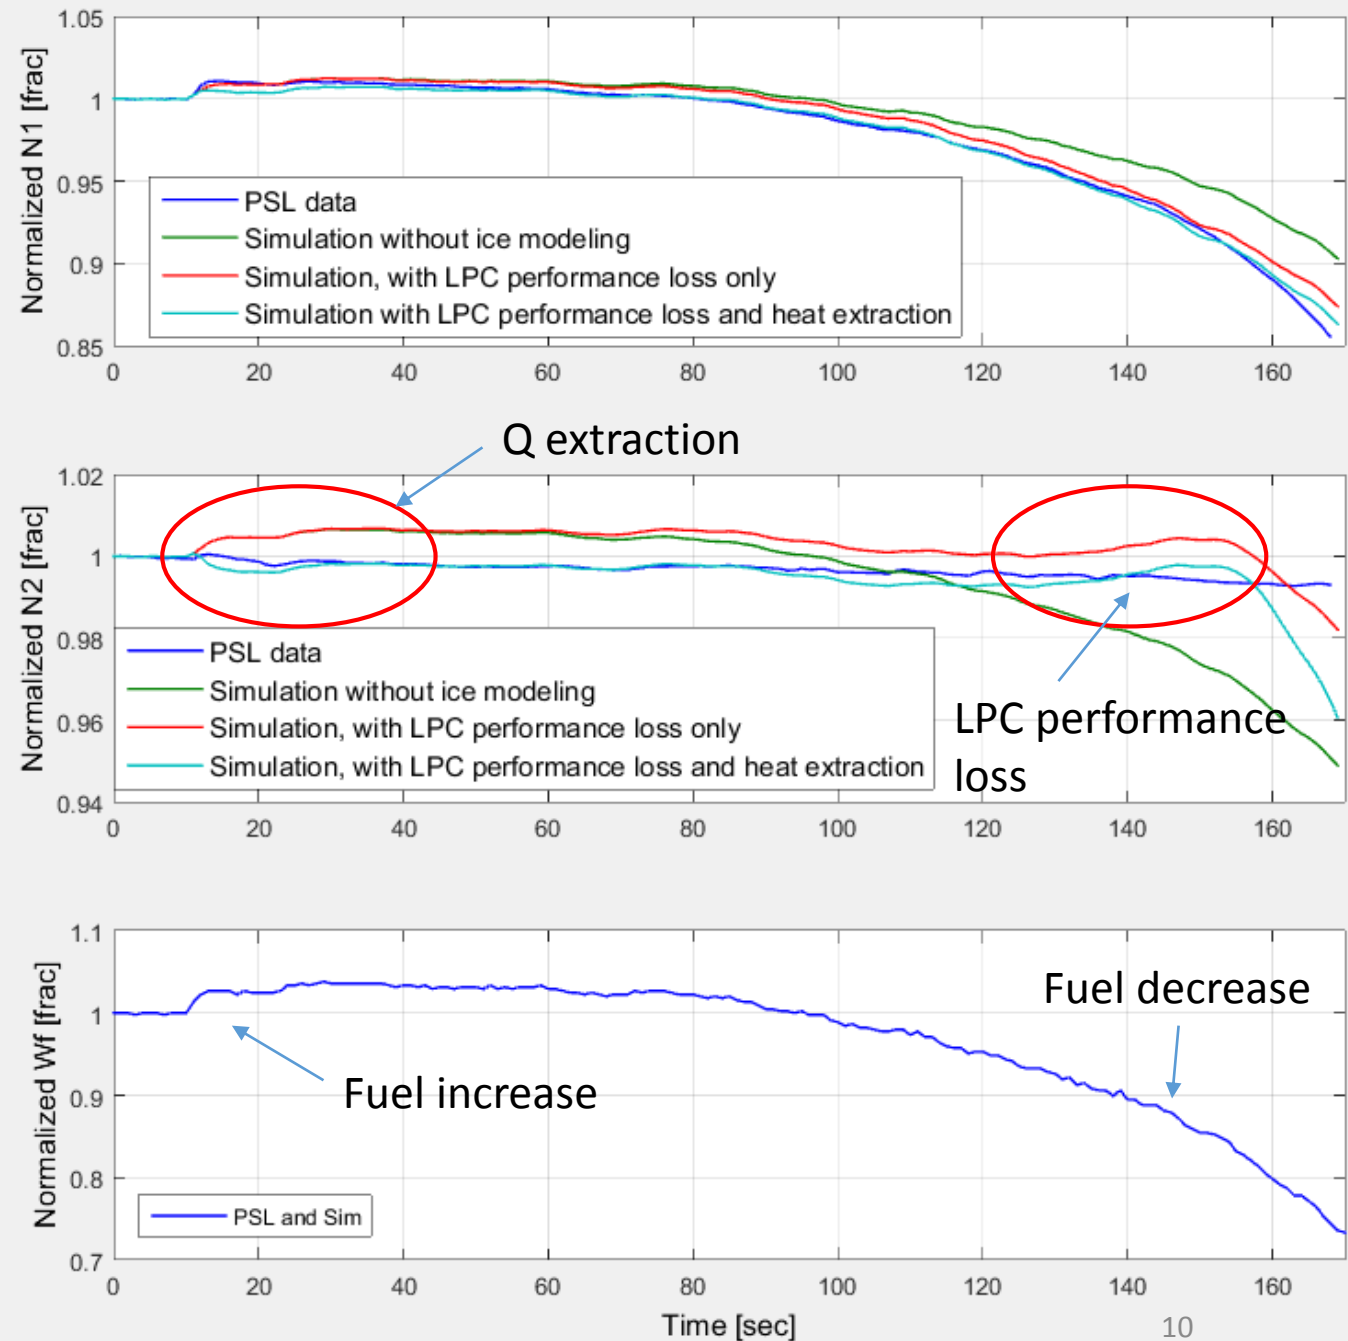 1.05
1
0.95
0.9
0.85
Normalized N1 [frac]
PSL data
Simulation without ice modeling
Simulation, with LPC performance loss only
Simulation with LPC performance loss and heat extraction
0 20 40 60 80 100 120 140 160
Q extraction
1.02
1
0.98
0.96
0.94
Normalized N2 [frac]
PSL data
Simulation without ice modeling
Simulation, with LPC performance loss only
Simulation, with LPC performance loss and heat extraction
LPC performance
loss
0 20 40 60 80 100 120 140 160
1.1
1
0.9
0.8
0.7
Normalized Wf [frac]
Fuel decrease
Fuel increase
PSL and Sim
0 20 40 60 80 100 120 140 160
Time [sec]
10